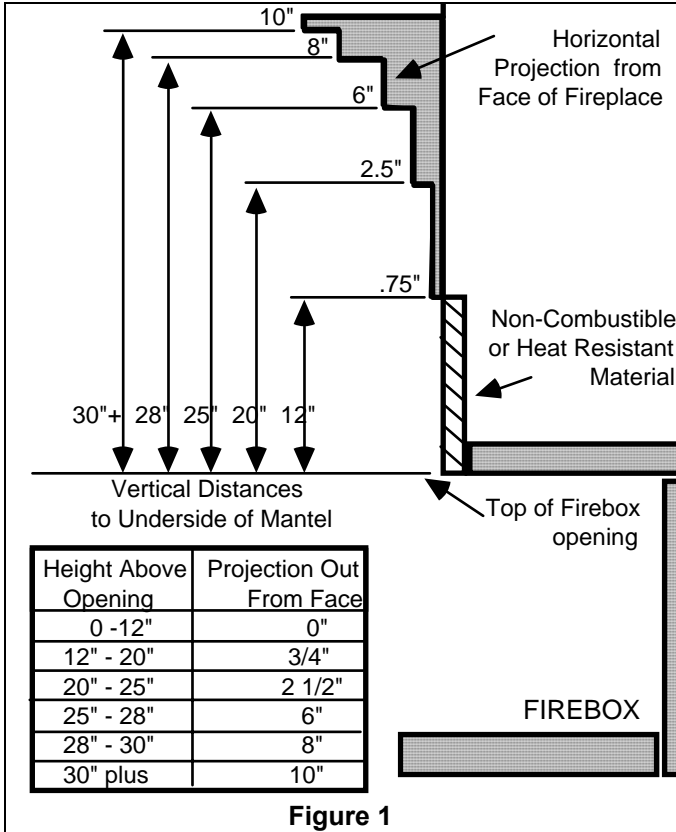 10"
8"
6"
2.5"
.75"
Horizontal
Projection from
Face of Fireplace
Non-Combustible
or Heat Resistant
Material
30"+ 28" 25" 20" 12"
Vertical Distances
to Underside of Mantel
Top of Firebox
opening
Height Above Projection Out
Opening From Face
0 -12" 0"
12" - 20" 3/4"
20" - 25" 2 1/2"
25" - 28" 6"
28" - 30" 8"
30" plus 10"
FIREBOX
Figure 1